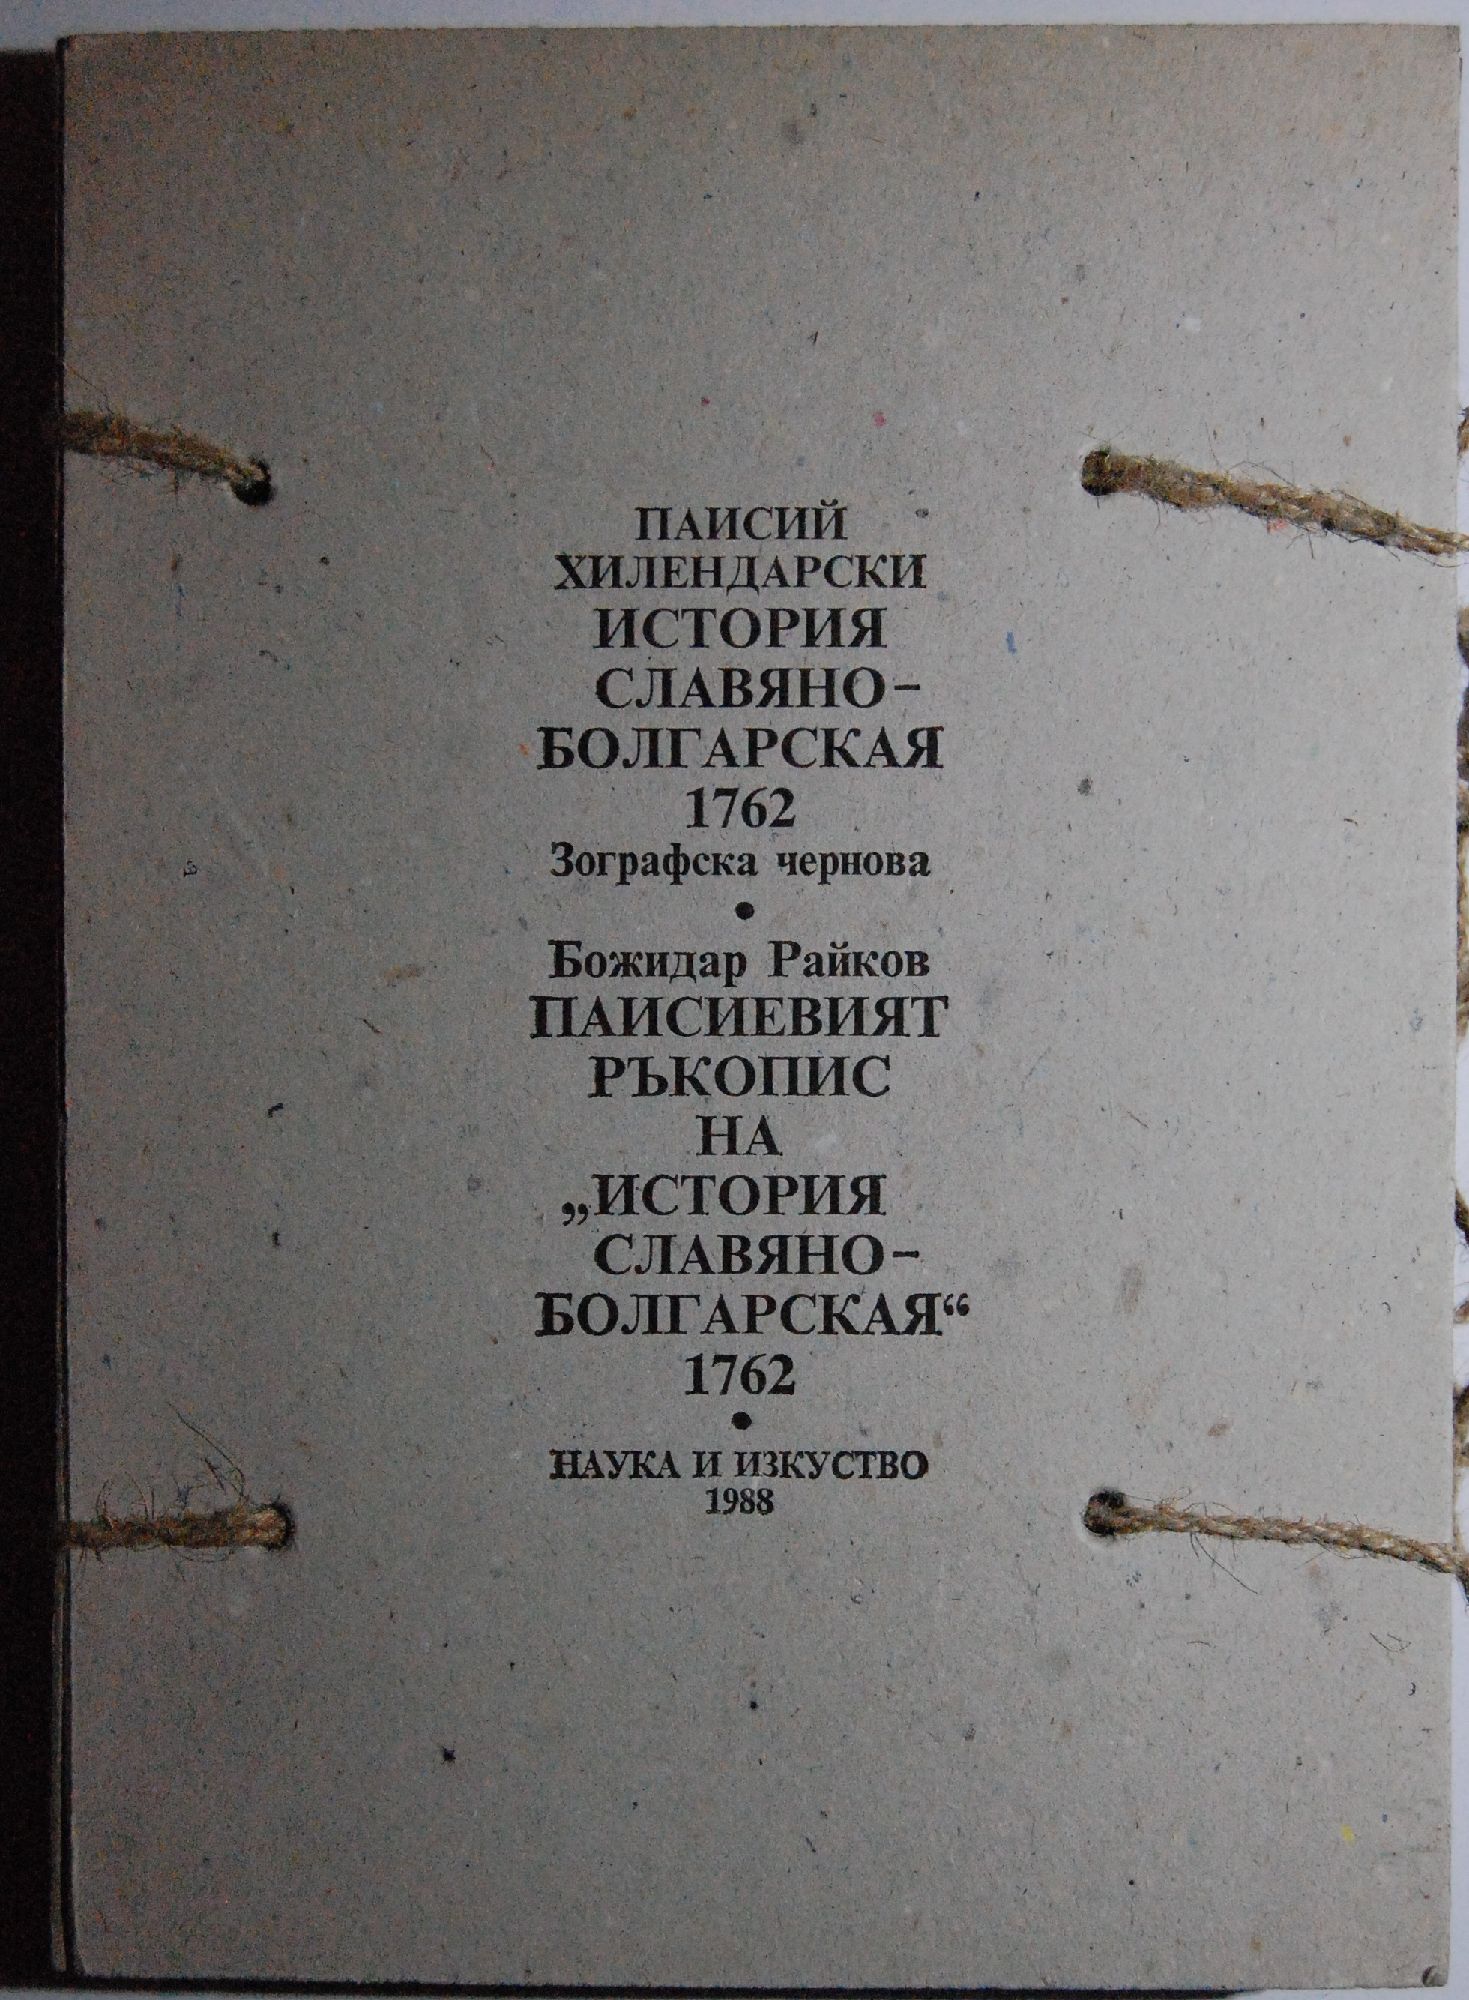 ПАИСИЙ
ХИЛЕНДАРСКИ
ИСТОРИЯ
СЛАВЯНО-
БОЛГАРСКАЯ
1762
Зографска чернова
•
Божидар Райков
ПАИСИЕВИЯТ
РЪКОПИС
НА
„ИСТОРИЯ
СЛАВЯНО-
БОЛГАРСКАЯ“
1762
•
НАУКА И ИЗКУСТВО
1988